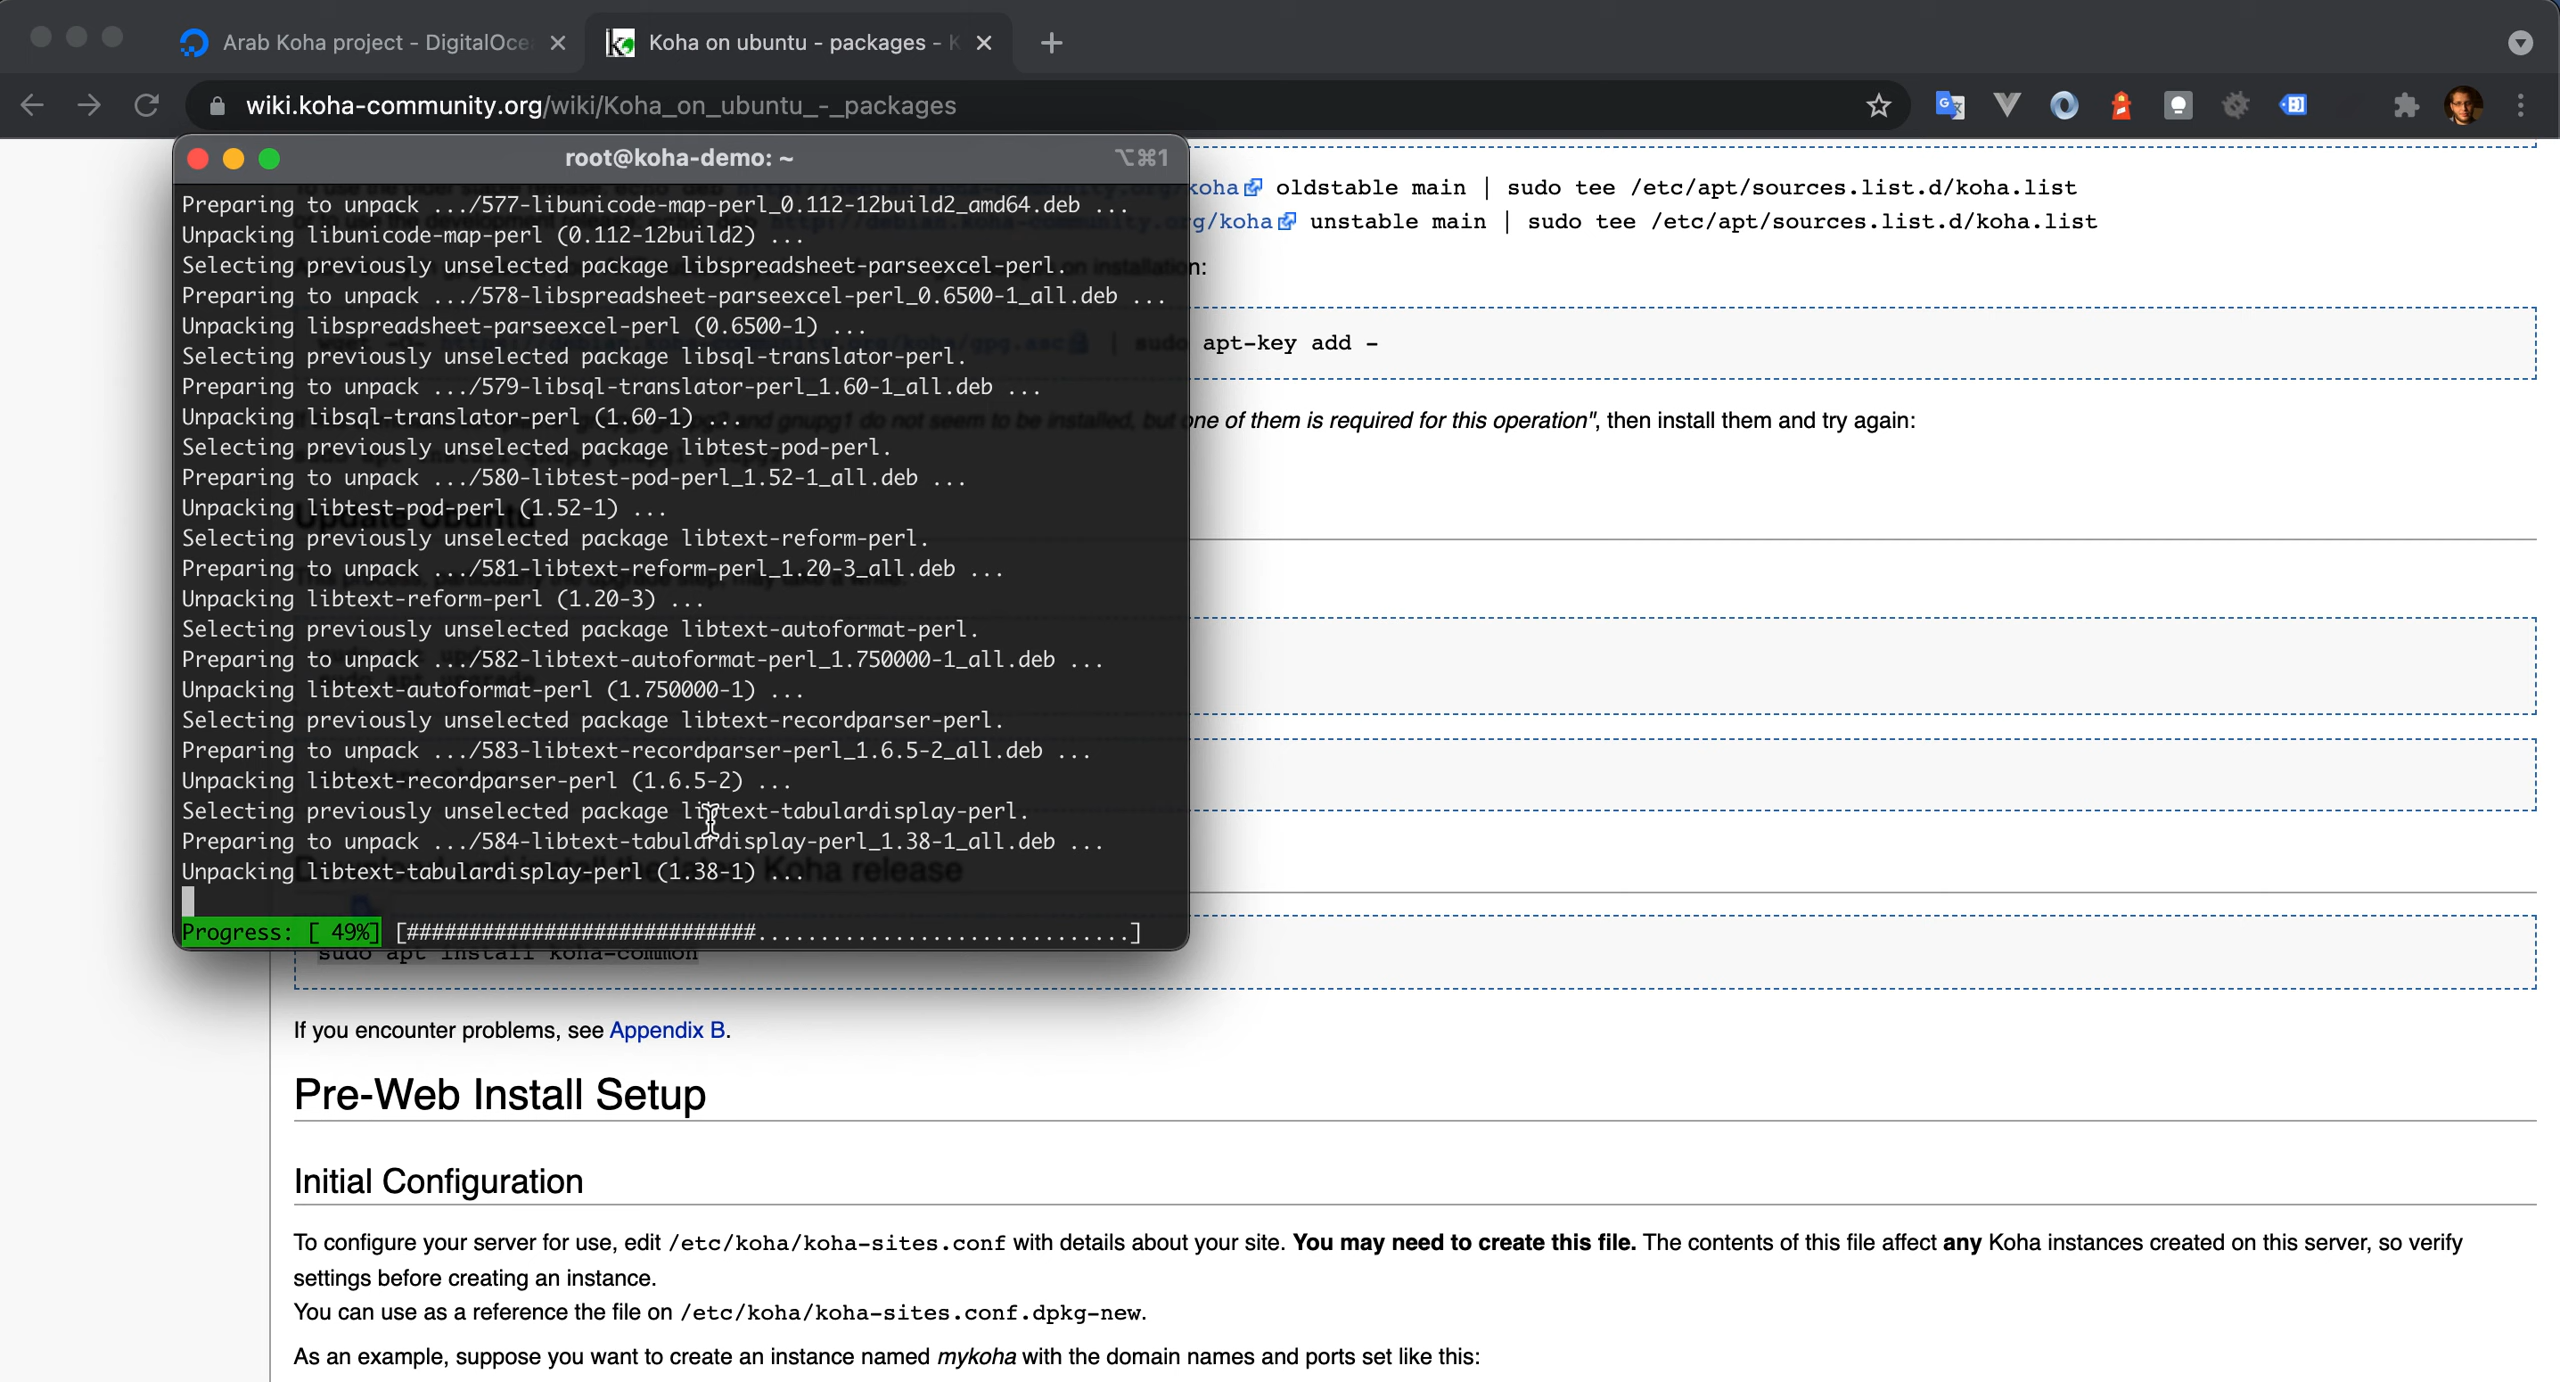 Arab Koha project - DigitalOce
Koha on ubuntu - packages - K
wiki.koha-community.org/wiki/Koha_on_ubuntu_-_packages
root@koha-demo: ~
⌥⌘1
Preparing to unpack .../577-libunicode-map-perl_0.112-12build2_amd64.deb ...
Unpacking libunicode-map-perl (0.112-12build2) ...
Selecting previously unselected package libspreadsheet-parseexcel-perl.
Preparing to unpack .../578-libspreadsheet-parseexcel-perl_0.6500-1_all.deb ...
Unpacking libspreadsheet-parseexcel-perl (0.6500-1) ...
Selecting previously unselected package libsql-translator-perl.
Preparing to unpack .../579-libsql-translator-perl_1.60-1_all.deb ...
Unpacking libsql-translator-perl (1.60-1) ...
Selecting previously unselected package libtest-pod-perl.
Preparing to unpack .../580-libtest-pod-perl_1.52-1_all.deb ...
Unpacking libtest-pod-perl (1.52-1) ...
Selecting previously unselected package libtext-reform-perl.
Preparing to unpack .../581-libtext-reform-perl_1.20-3_all.deb ...
Unpacking libtext-reform-perl (1.20-3) ...
Selecting previously unselected package libtext-autoformat-perl.
Preparing to unpack .../582-libtext-autoformat-perl_1.750000-1_all.deb ...
Unpacking libtext-autoformat-perl (1.750000-1) ...
Selecting previously unselected package libtext-recordparser-perl.
Preparing to unpack .../583-libtext-recordparser-perl_1.6.5-2_all.deb ...
Unpacking libtext-recordparser-perl (1.6.5-2) ...
Selecting previously unselected package libtext-tabulardisplay-perl.
Preparing to unpack .../584-libtext-tabulardisplay-perl_1.38-1_all.deb ...
Unpacking libtext-tabulardisplay-perl (1.38-1) ...
Progress: [ 49%] [############################..............................]
koha oldstable main | sudo tee /etc/apt/sources.list.d/koha.list
g/koha unstable main | sudo tee /etc/apt/sources.list.d/koha.list
n:
apt-key add -
one of them is required for this operation", then install them and try again:
sudo apt install koha-common
If you encounter problems, see Appendix B.
Pre-Web Install Setup
Initial Configuration
To configure your server for use, edit /etc/koha/koha-sites.conf with details about your site. You may need to create this file. The contents of this file affect any Koha instances created on this server, so verify
settings before creating an instance.
You can use as a reference the file on /etc/koha/koha-sites.conf.dpkg-new.
As an example, suppose you want to create an instance named mykoha with the domain names and ports set like this: